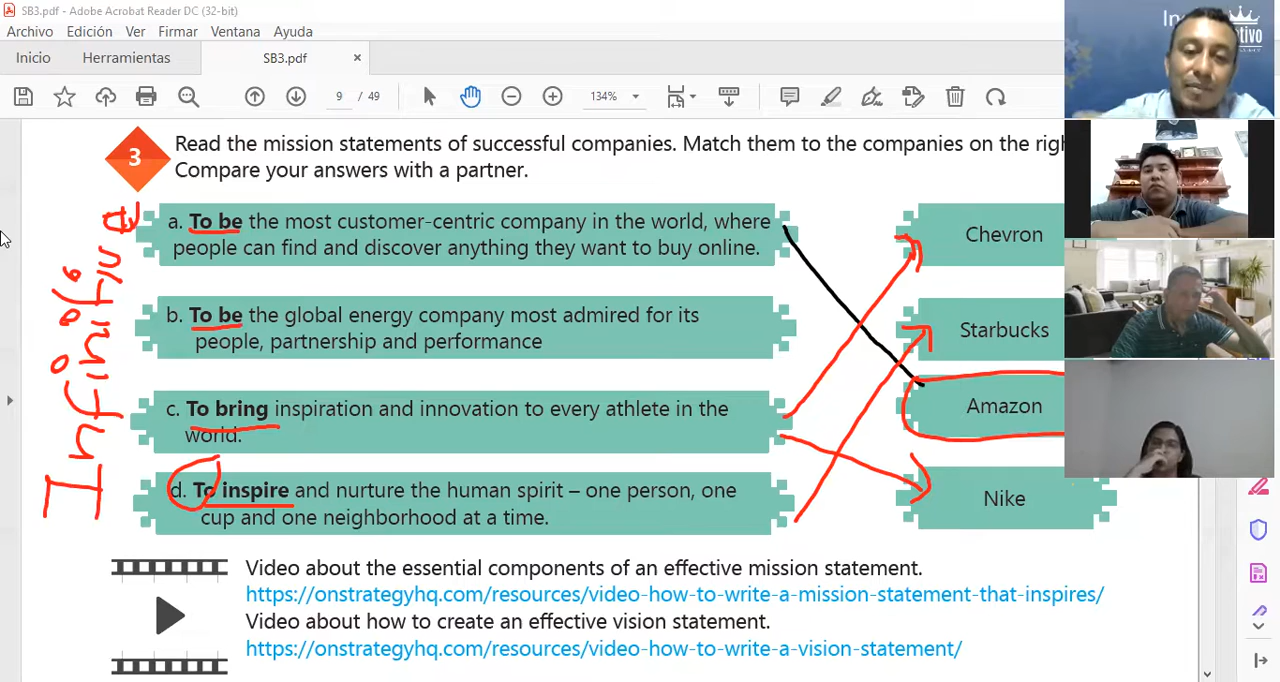 SB3.pdf - Adobe Acrobat Reader DC (32-bit)
Archivo Edición Ver Firmar Ventana Ayuda
Inicio Herramientas SB3.pdf ×
9 / 49 134%
3
Read the mission statements of successful companies. Match them to the companies on the righ
Compare your answers with a partner.
a. To be the most customer-centric company in the world, where
people can find and discover anything they want to buy online.
b. To be the global energy company most admired for its
people, partnership and performance
c. To bring inspiration and innovation to every athlete in the
world.
d. To inspire and nurture the human spirit – one person, one
cup and one neighborhood at a time.
Chevron
Starbucks
Amazon
Nike
Infinitive
Video about the essential components of an effective mission statement.
https://onstrategyhq.com/resources/video-how-to-write-a-mission-statement-that-inspires/
Video about how to create an effective vision statement.
https://onstrategyhq.com/resources/video-how-to-write-a-vision-statement/